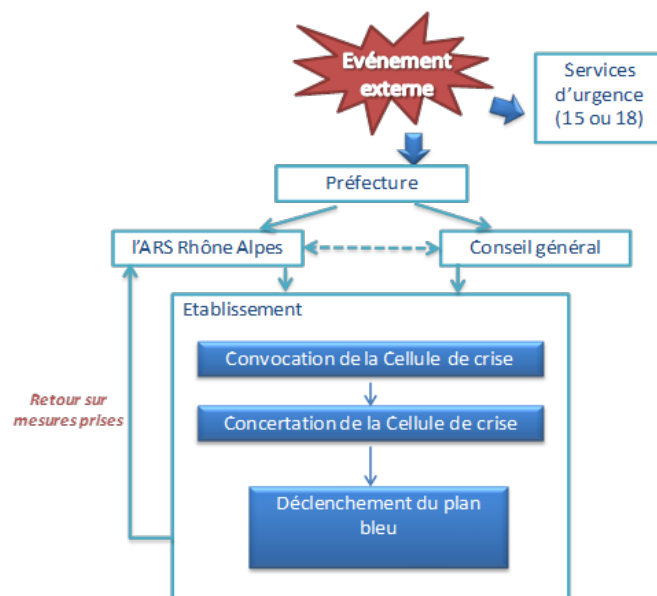 Evénement
externe
Services
d'urgence
(15 ou 18)
Préfecture
l'ARS Rhône Alpes
Conseil général
Etablissement
Convocation de la Cellule de crise
Concertation de la Cellule de crise
Retour sur
mesures prises
Déclenchement du plan
bleu